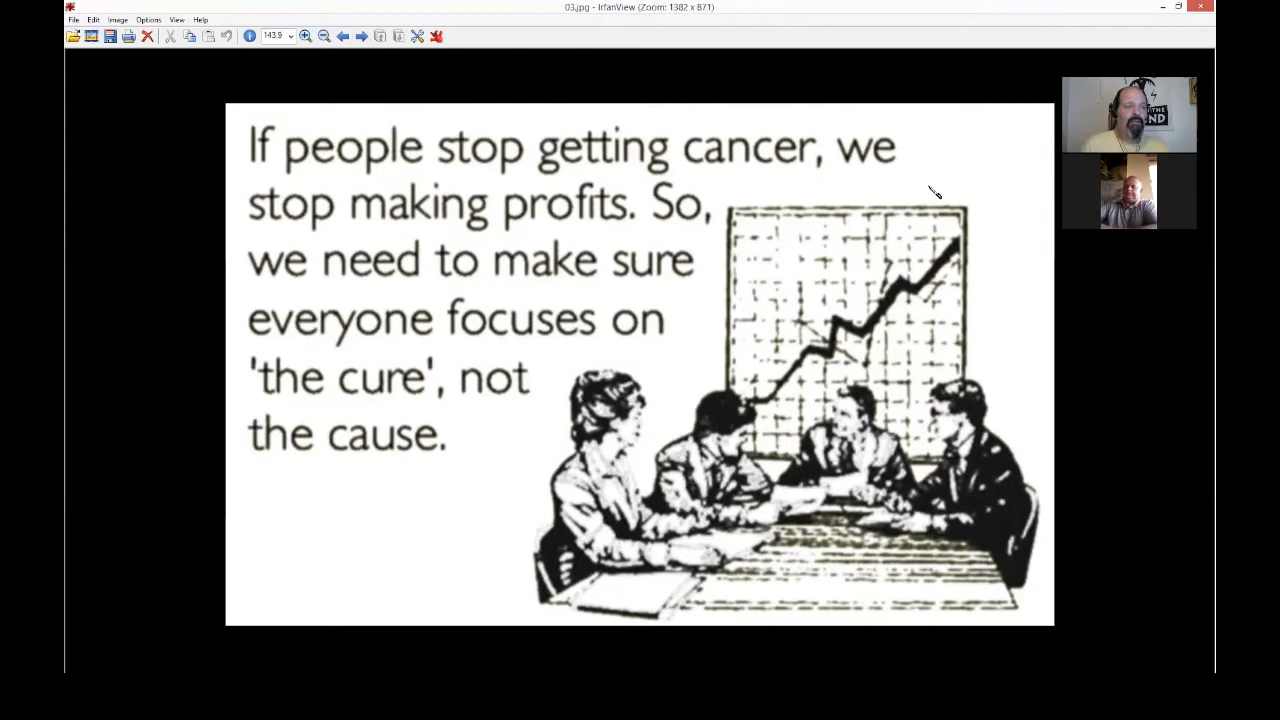 03.jpg - IrfanView (Zoom: 1382 x 871)
File Edit Image Options View Help
143.9
If people stop getting cancer, we
stop making profits. So,
we need to make sure
everyone focuses on
'the cure', not
the cause.